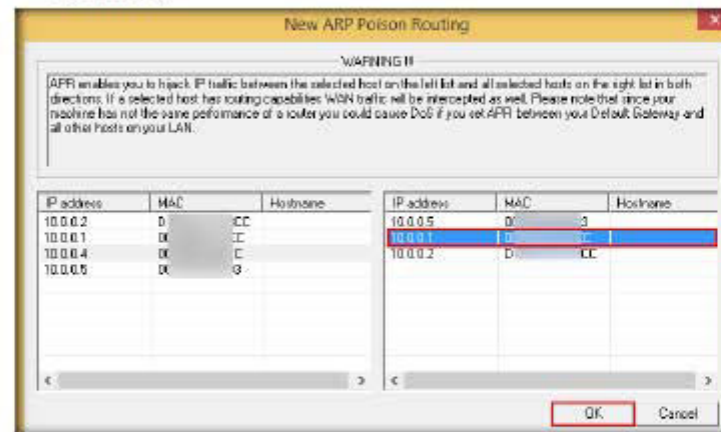 New ARP Poison Routing
WARNING !!!
APR enables you to hijack IP traffic between the selected host on the left list and all selected hosts on the right list in both
directions. If a selected host has routing capabilities WAN traffic will be intercepted as well. Please note that since your
machine has not the same performance of a router you could cause DoS if you set APR between your Default Gateway and
all other hosts on your LAN.
IP address MAC Hostname IP address MAC Hostname
10.0.0.2 D CC 10.0.0.5 3
10.0.0.1 10.0.0.1
10.0.0.4 C 10.0.0.2 D CC
10.0.0.5
OK Cancel